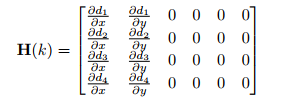 H(k) = [ ∂d₁/∂x ∂d₁/∂y 0 0 0 0
∂d₂/∂x ∂d₂/∂y 0 0 0 0
∂d₃/∂x ∂d₃/∂y 0 0 0 0
∂d₄/∂x ∂d₄/∂y 0 0 0 0 ]